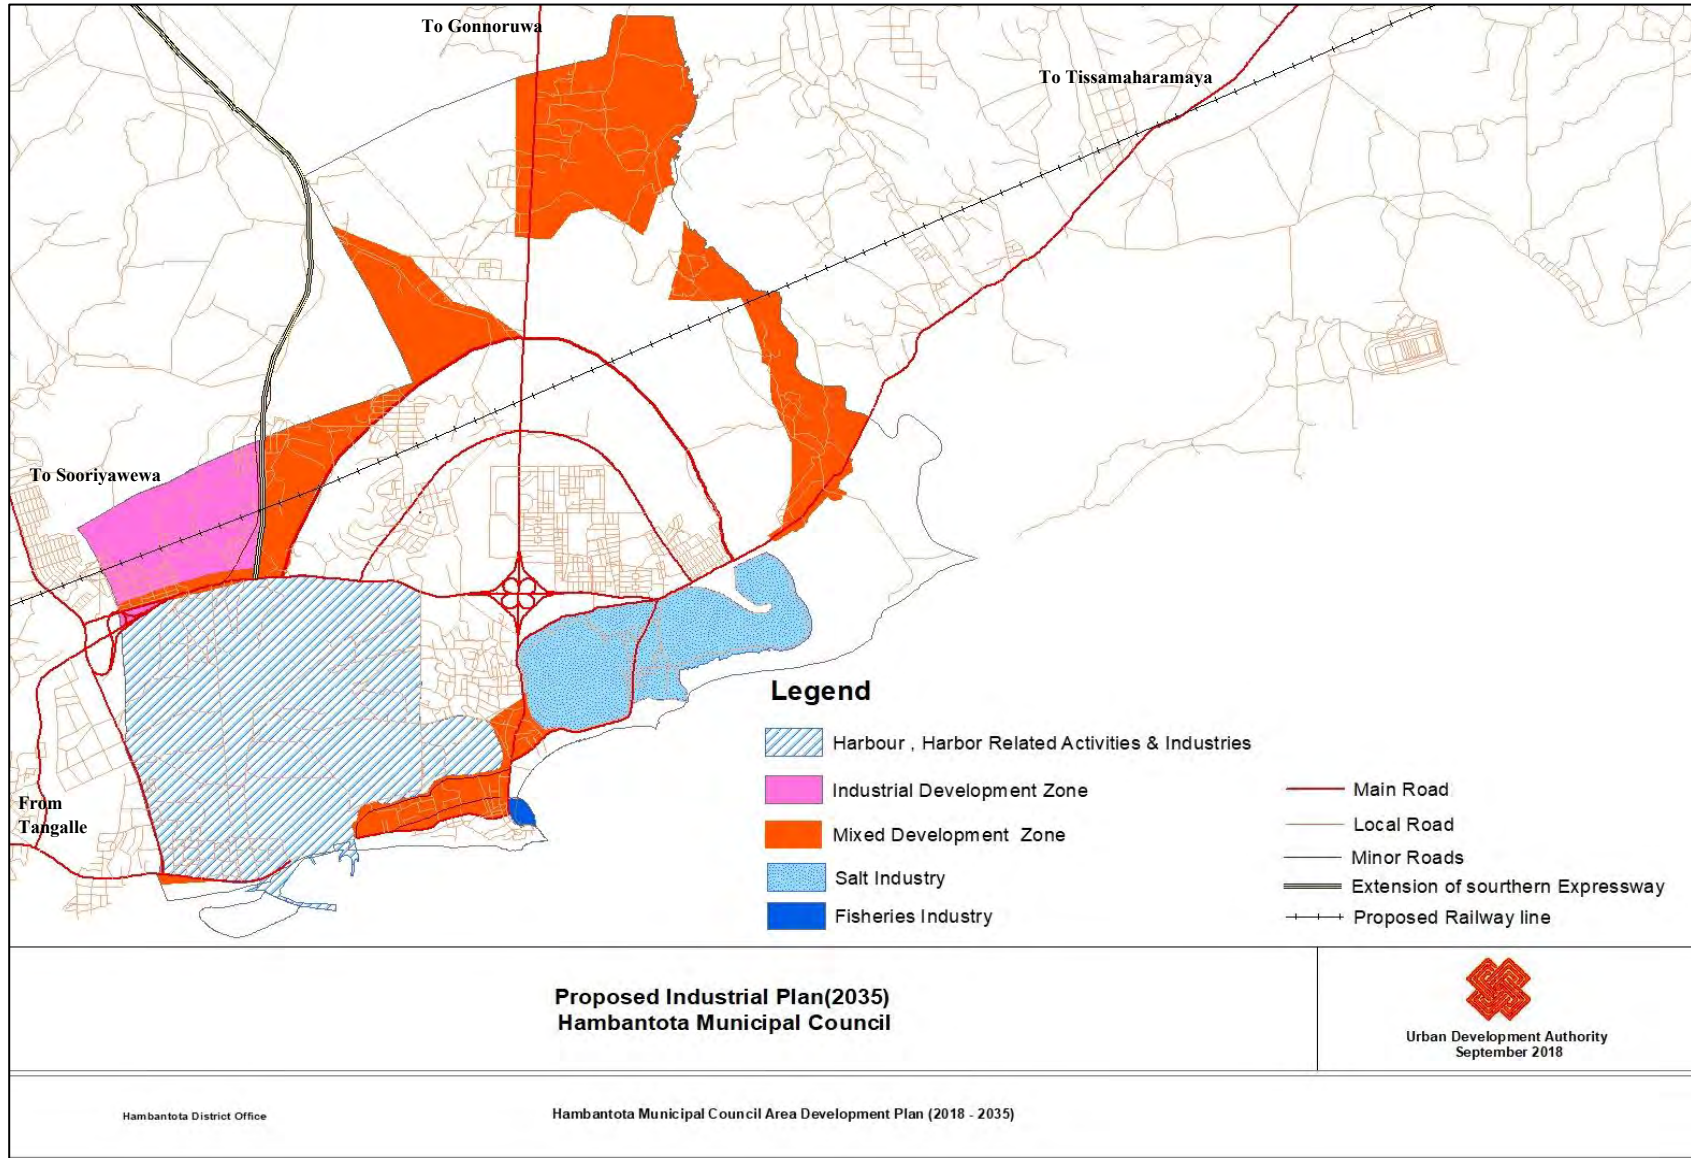 To Gonnoruwa
To Tissamaharamaya
To Sooriyawewa
From
Tangalle
Legend
Harbour , Harbor Related Activities & Industries
Industrial Development Zone
Mixed Development Zone
Salt Industry
Fisheries Industry
Main Road
Local Road
Minor Roads
Extension of sourthern Expressway
Proposed Railway line
Proposed Industrial Plan(2035)
Hambantota Municipal Council
Urban Development Authority
September 2018
Hambantota District Office
Hambantota Municipal Council Area Development Plan (2018 - 2035)